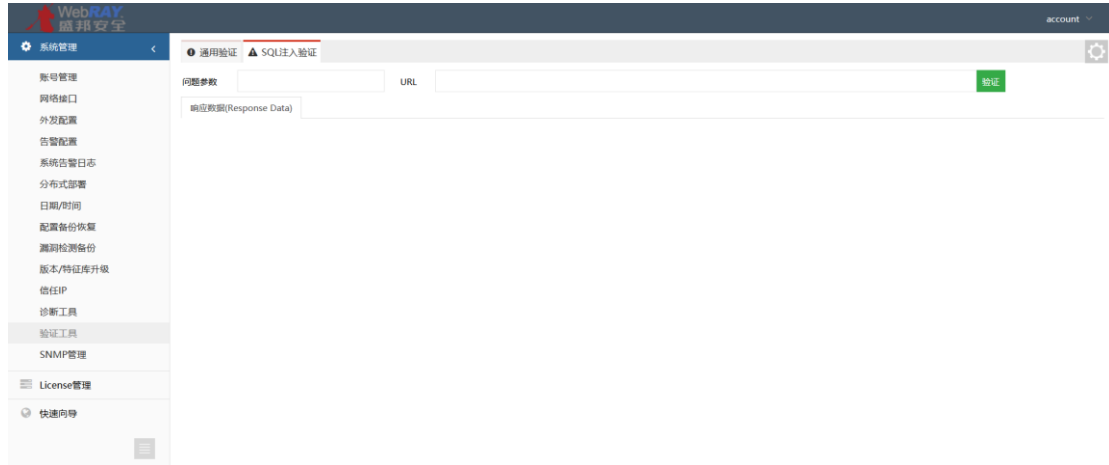 WebRAY.
盛邦安全
account
系统管理
通用验证 SQL注入验证
账号管理
问题参数 URL 验证
网络接口
响应数据(Response Data)
外发配置
告警配置
系统告警日志
分布式部署
日期/时间
配置备份恢复
漏洞检测备份
版本/特征库升级
信任IP
诊断工具
验证工具
SNMP管理
License管理
快速向导